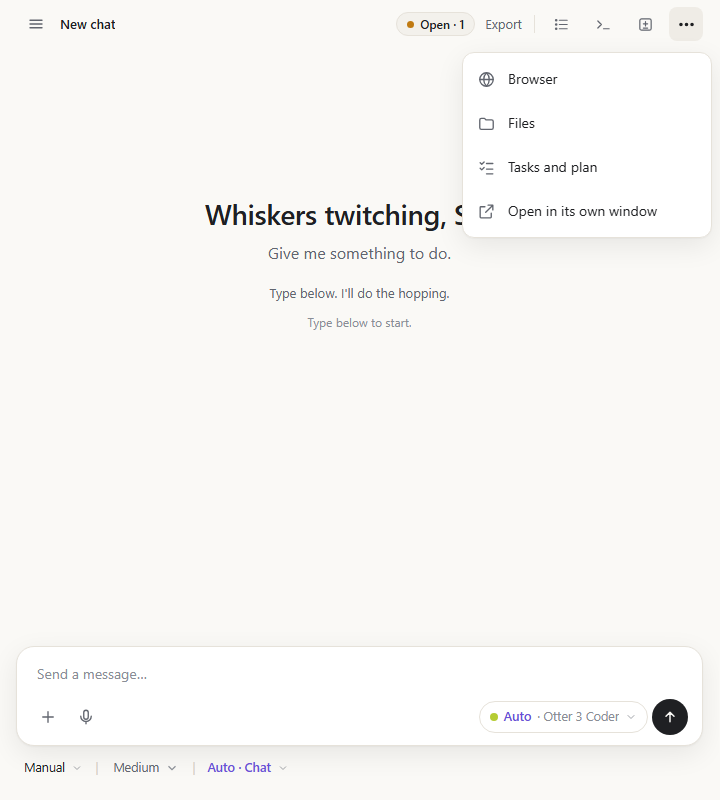 New chat
Open · 1
Export
Browser
Files
Tasks and plan
Open in its own window
Whiskers twitching,
Give me something to do.
Type below. I'll do the hopping.
Type below to start.
Send a message...
Auto · Otter 3 Coder
Manual
Medium
Auto · Chat